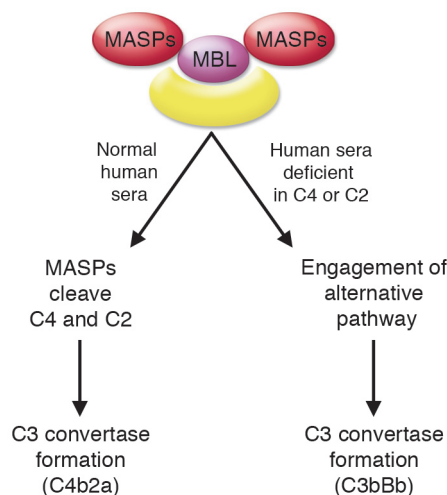 MASPs
MBL
MASPs
Normal
human
sera
Human sera
deficient
in C4 or C2
MASPs
cleave
C4 and C2
Engagement of
alternative
pathway
C3 convertase
formation
(C4b2a)
C3 convertase
formation
(C3bBb)